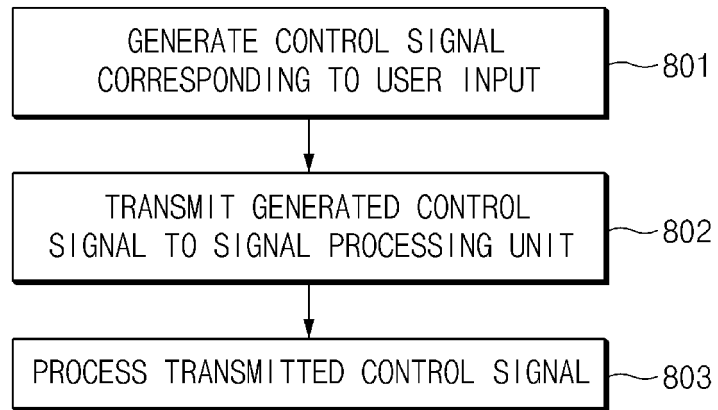 GENERATE CONTROL SIGNAL
CORRESPONDING TO USER INPUT
801
TRANSMIT GENERATED CONTROL
SIGNAL TO SIGNAL PROCESSING UNIT
802
PROCESS TRANSMITTED CONTROL SIGNAL
803